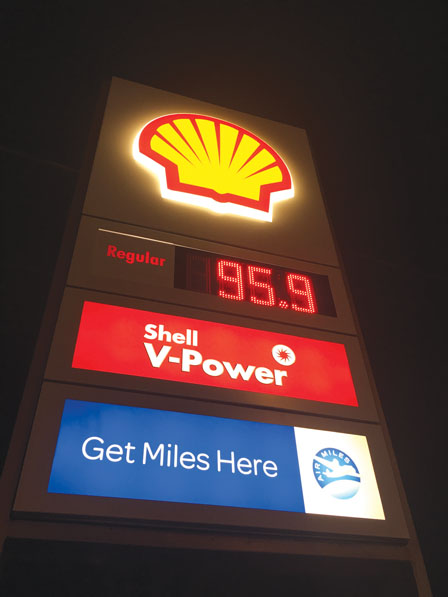 Regular 95.9
Shell
V-Power
Get Miles Here
AIR MILES